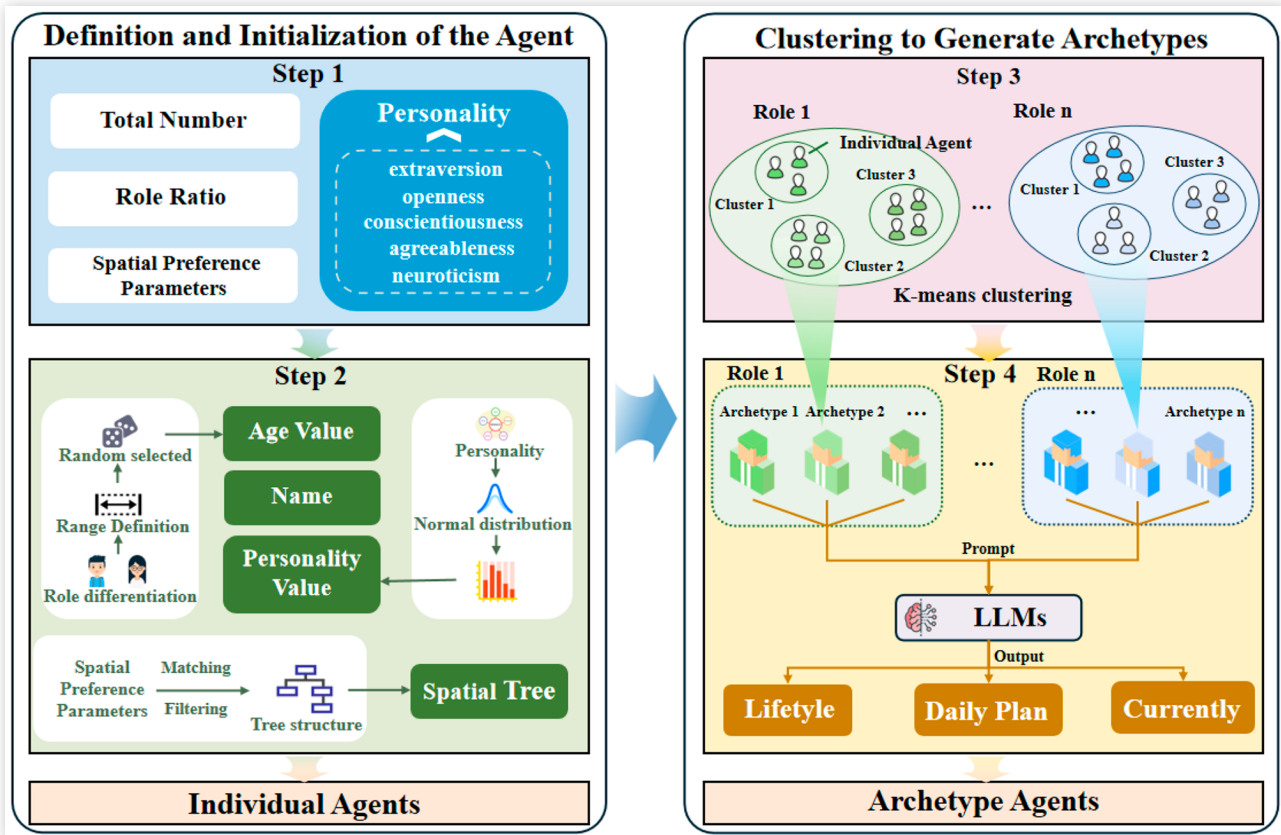 Definition and Initialization of the Agent
Step 1
Total Number
Role Ratio
Spatial Preference
Parameters
Personality
extraversion
openness
conscientiousness
agreeableness
neuroticism
Step 2
Random selected
Range Definition
Role differentiation
Age Value
Name
Personality
Value
Personality
Normal distribution
Spatial
Preference
Parameters
Matching
Filtering
Tree structure
Spatial Tree
Individual Agents
Clustering to Generate Archetypes
Step 3
Role 1
Individual Agent
Cluster 1
Cluster 3
Cluster 2
...
Role n
Cluster 1
Cluster 3
Cluster 2
K-means clustering
Step 4
Role 1
Archetype 1
Archetype 2
...
...
Role n
...
Archetype n
Prompt
LLMs
Output
Lifetyle
Daily Plan
Currently
Archetype Agents